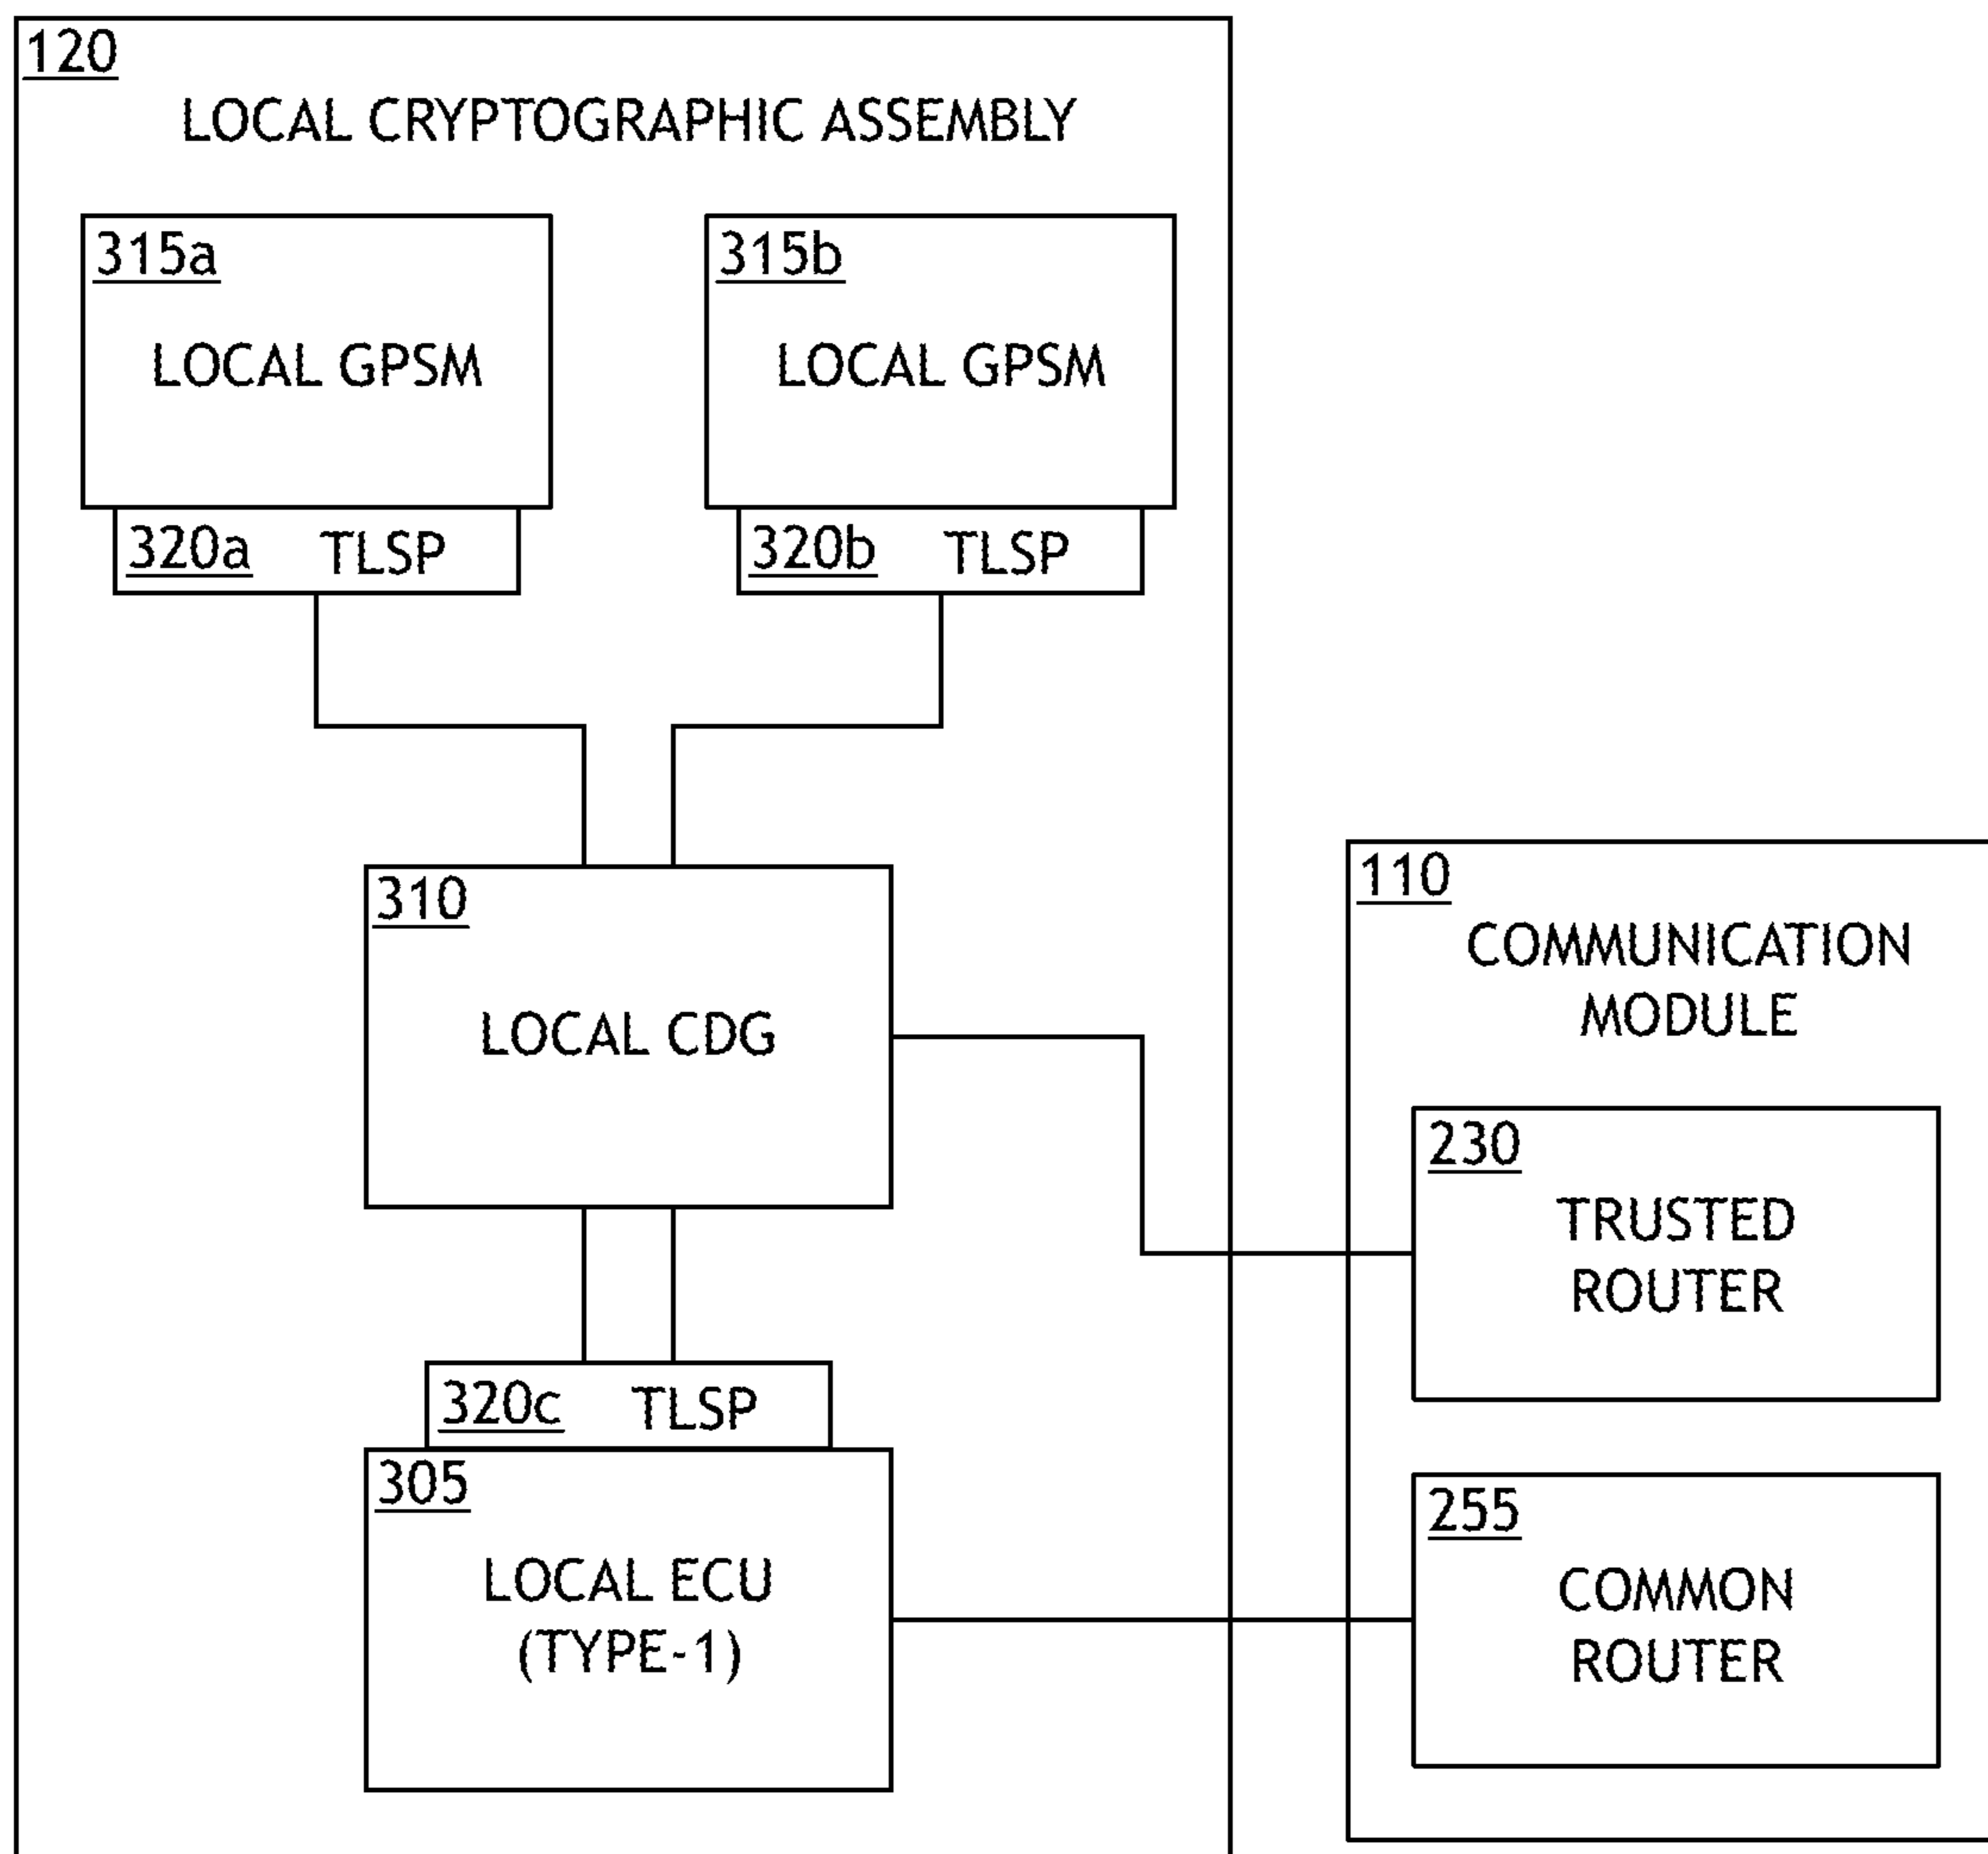 120
LOCAL CRYPTOGRAPHIC ASSEMBLY
315a
LOCAL GPSM
320a TLSP
315b
LOCAL GPSM
320b TLSP
310
LOCAL CDG
320c TLSP
305
LOCAL ECU
(TYPE-1)
110
COMMUNICATION
MODULE
230
TRUSTED
ROUTER
255
COMMON
ROUTER